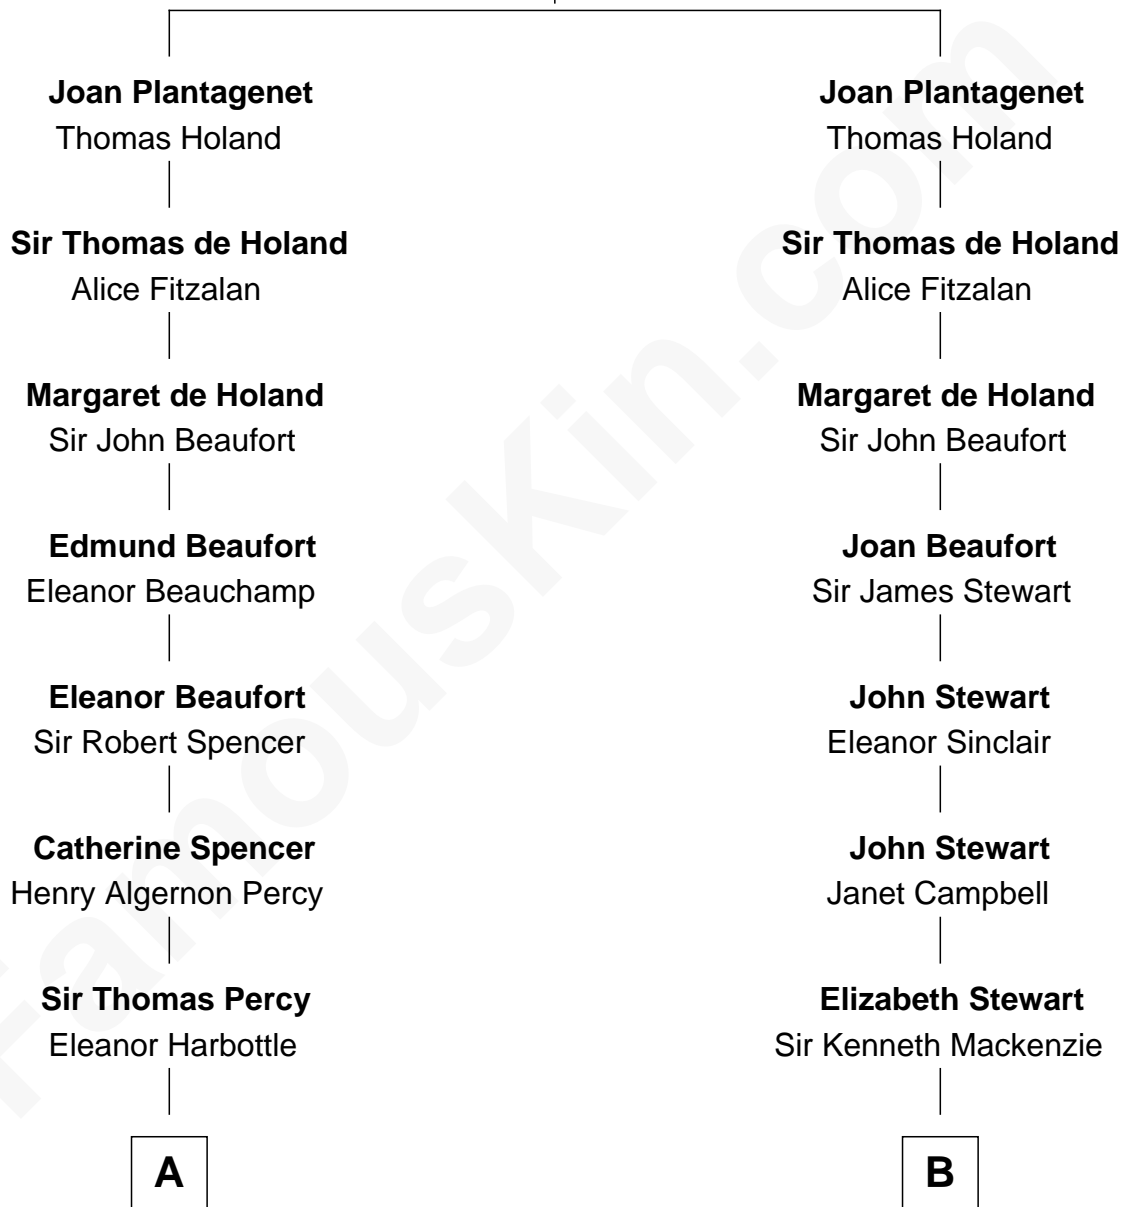 Joan Plantagenet
Thomas Holand
Sir Thomas de Holand
Alice Fitzalan
Margaret de Holand
Sir John Beaufort
Edmund Beaufort
Eleanor Beauchamp
Eleanor Beaufort
Sir Robert Spencer
Catherine Spencer
Henry Algernon Percy
Sir Thomas Percy
Eleanor Harbottle
A
Joan Plantagenet
Thomas Holand
Sir Thomas de Holand
Alice Fitzalan
Margaret de Holand
Sir John Beaufort
Joan Beaufort
Sir James Stewart
John Stewart
Eleanor Sinclair
John Stewart
Janet Campbell
Elizabeth Stewart
Sir Kenneth Mackenzie
B
FamousKin.com